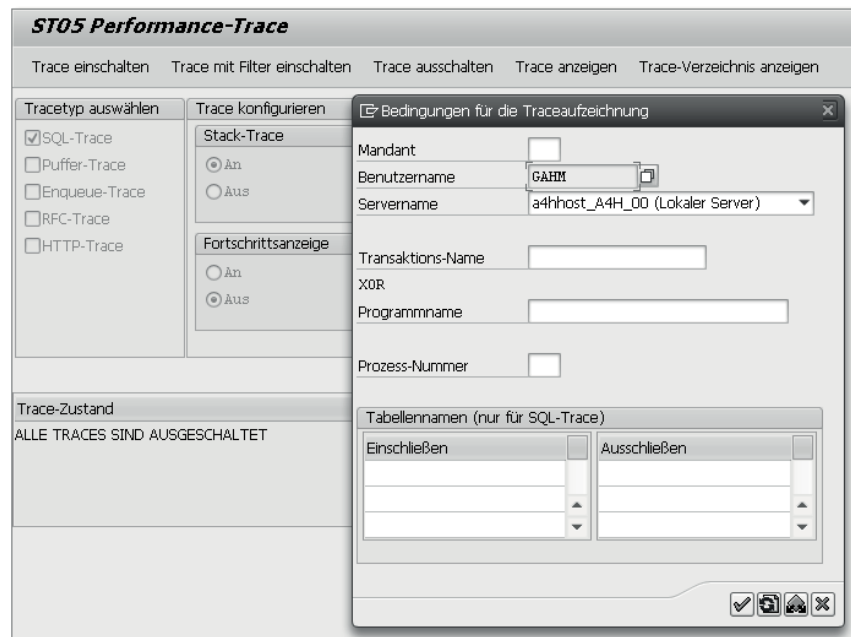 ST05 Performance-Trace
Trace einschalten Trace mit Filter einschalten Trace ausschalten Trace anzeigen Trace-Verzeichnis anzeigen
Tracetyp auswählen
SQL-Trace
Puffer-Trace
Enqueue-Trace
RFC-Trace
HTTP-Trace
Trace konfigurieren
Stack-Trace
An
Aus
Fortschrittsanzeige
An
Aus
Trace-Zustand
ALLE TRACES SIND AUSGESCHALTET
Bedingungen für die Traceaufzeichnung
Mandant
Benutzername GAHM
Servername a4hhost_A4H_00 (Lokaler Server)
Transaktions-Name
XOR
Programmname
Prozess-Nummer
Tabellennamen (nur für SQL-Trace)
Einschließen Ausschließen